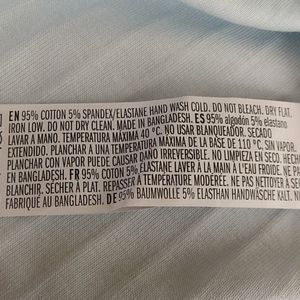 EN 95% COTTON 5% SPANDEX/ELASTANE HAND WASH COLD. DO NOT BLEACH. DRY FLAT.
IRON LOW. DO NOT DRY CLEAN. MADE IN BANGLADESH. ES 95% algodón 5% elastano
LAVAR A MANO. TEMPERATURA MÁXIMA 40 °C. NO USAR BLANQUEADOR. SECADO
EXTENDIDO. PLANCHAR A UNA TEMPERATURA MÁXIMA DE LA BASE DE 110 °C, SIN VAPOR.
PLANCHAR CON VAPOR PUEDE CAUSAR DAÑO IRREVERSIBLE. NO LIMPIEZA EN SECO. HECHO
EN BANGLADESH. FR 95% COTON 5% ELASTANE LAVER À LA MAIN À L'EAU FROIDE. NE PAS
BLANCHIR. SÉCHER À PLAT. REPASSER À TEMPÉRATURE MODÉRÉE. NE PAS NETTOYER À SEC.
FABRIQUÉ AU BANGLADESH. DE 95% BAUMWOLLE 5% ELASTHAN HANDWÄSCHE KALT.